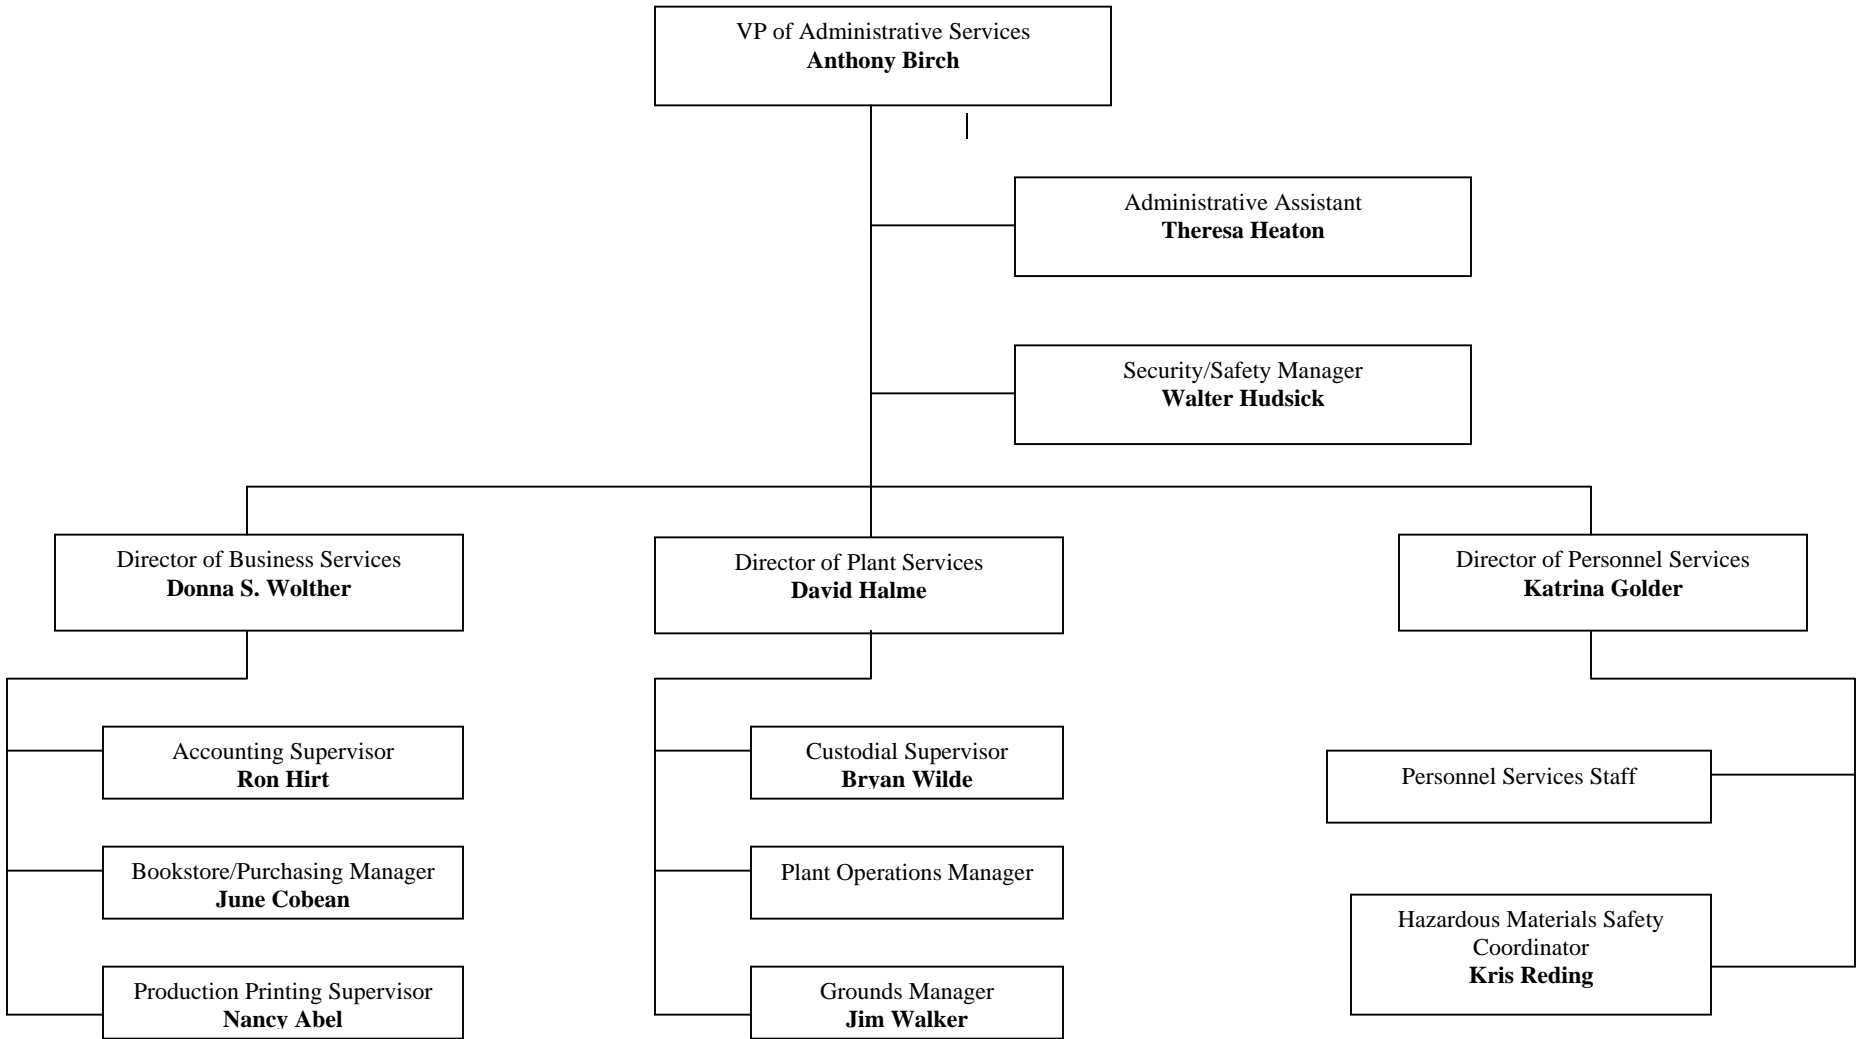 VP of Administrative Services
Anthony Birch
Administrative Assistant
Theresa Heaton
Security/Safety Manager
Walter Hudsick
Director of Business Services
Donna S. Wolther
Director of Plant Services
David Halme
Director of Personnel Services
Katrina Golder
Accounting Supervisor
Ron Hirt
Bookstore/Purchasing Manager
June Cobean
Production Printing Supervisor
Nancy Abel
Custodial Supervisor
Bryan Wilde
Plant Operations Manager
Grounds Manager
Jim Walker
Personnel Services Staff
Hazardous Materials Safety
Coordinator
Kris Reding